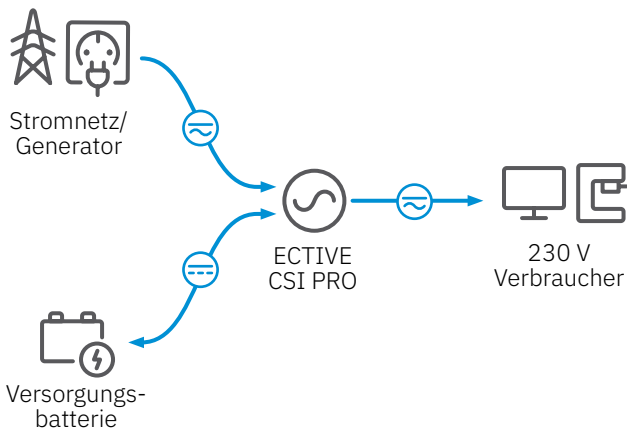 Stromnetz/
Generator
ECTIVE
CSI PRO
230 V
Verbraucher
Versorgungs-
batterie